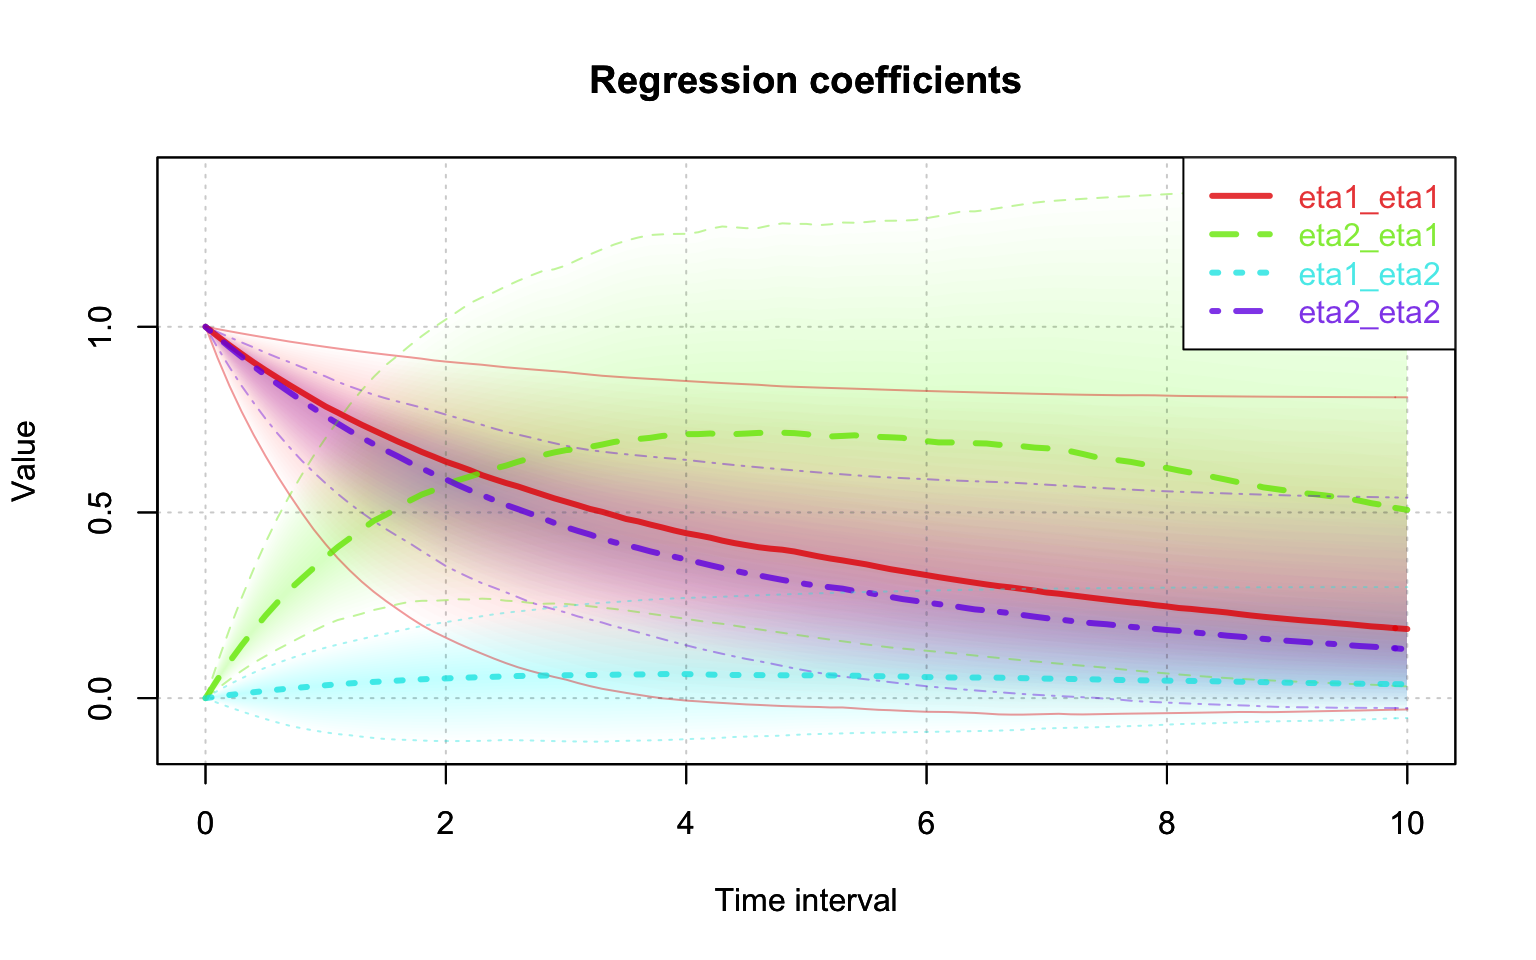 Regression coefficients
eta1_eta1
eta2_eta1
eta1_eta2
eta2_eta2
Value
1.0
0.5
0.0
0 2 4 6 8 10
Time interval